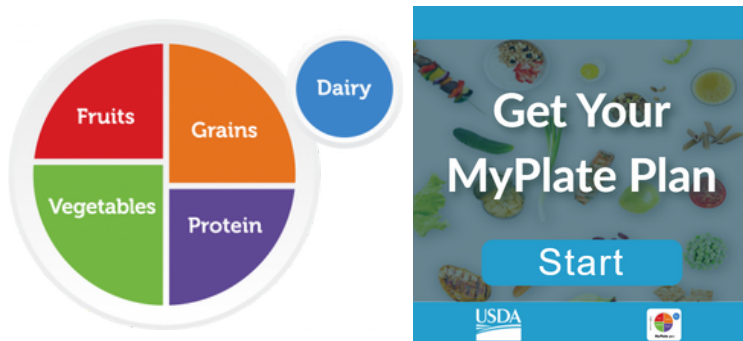 Fruits
Grains
Vegetables
Protein
Dairy
Get Your
MyPlate Plan
Start
USDA